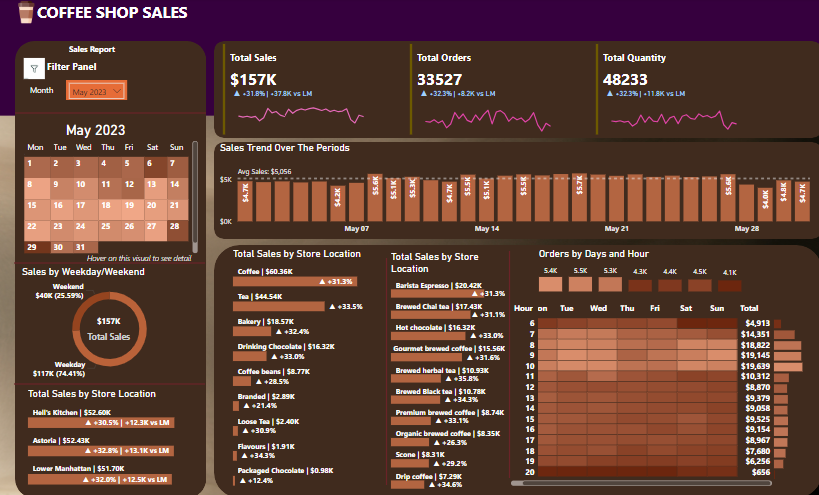 COFFEE SHOP SALES
Sales Report
Filter Panel
Month
May 2023
May 2023
Mon Tue Wed Thu Fri Sat Sun
1 2 3 4 5 6 7
8 9 10 11 12 13 14
15 16 17 18 19 20 21
22 23 24 25 26 27 28
29 30 31
Hover on this visual to see detail
Sales by Weekday/Weekend
Weekend
$40K (25.59%)
$157K
Total Sales
Weekday
$117K (74.41%)
Total Sales by Store Location
Hell's Kitchen | $52.60K
▲ +30.5% | +12.3K vs LM
Astoria | $52.43K
▲ +32.8% | +13.1K vs LM
Lower Manhattan | $51.70K
▲ +32.0% | +12.5K vs LM
Total Sales
$157K
▲ +31.8% | +37.8K vs LM
Total Orders
33527
▲ +32.3% | +8.2K vs LM
Total Quantity
48233
▲ +32.3% | +11.8K vs LM
Sales Trend Over The Periods
Avg Sales: $5,056
$5K
$0K
$4.7K $4.2K $5.6K $5.1K $5.3K $4.7K $5.5K $5.1K $5.5K $5.7K $5.6K $4.0K $4.8K $4.7K
May 07 May 14 May 21 May 28
Total Sales by Store Location
Coffee | $60.36K
▲ +31.3%
Tea | $44.54K
▲ +33.5%
Bakery | $18.57K
▲ +32.4%
Drinking Chocolate | $16.32K
▲ +33.0%
Coffee beans | $8.77K
▲ +28.5%
Branded | $2.89K
▲ +21.4%
Loose Tea | $2.40K
▲ +30.9%
Flavours | $1.91K
▲ +34.3%
Packaged Chocolate | $0.98K
▲ +12.4%
Total Sales by Store
Location
Barista Espresso | $20.42K
▲ +31.3%
Brewed Chai tea | $17.43K
▲ +31.1%
Hot chocolate | $16.32K
▲ +33.0%
Gourmet brewed coffee | $15.56K
▲ +31.6%
Brewed herbal tea | $10.93K
▲ +35.8%
Brewed Black tea | $10.78K
▲ +34.3%
Premium brewed coffee | $8.74K
▲ +33.1%
Organic brewed coffee | $8.35K
▲ +26.3%
Scone | $8.31K
▲ +29.2%
Drip coffee | $7.29K
▲ +34.6%
Orders by Days and Hour
5.4K 5.5K 5.3K 4.3K 4.4K 4.5K 4.1K
Hour on Tue Wed Thu Fri Sat Sun Total
6 $4,913
7 $14,351
8 $18,822
9 $19,145
10 $19,639
11 $10,312
12 $8,870
13 $9,379
14 $9,058
15 $9,525
16 $9,154
17 $8,967
18 $7,680
19 $6,256
20 $656